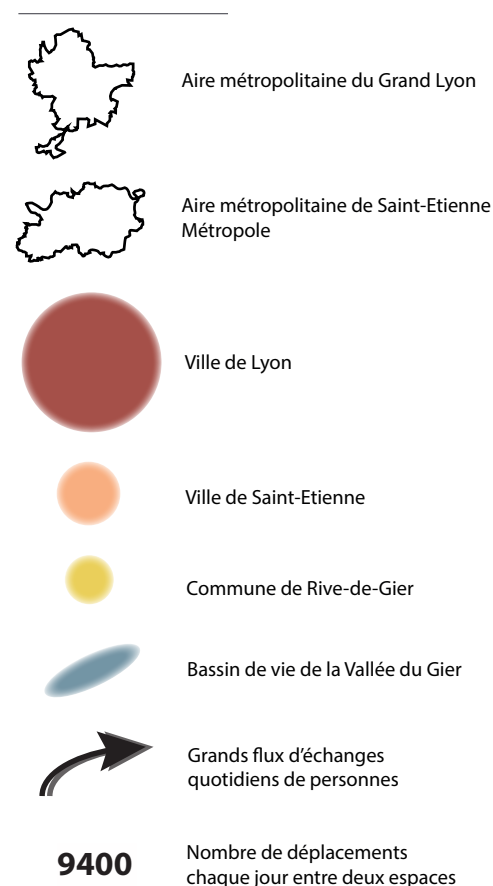 Aire métropolitaine du Grand Lyon
Aire métropolitaine de Saint-Etienne
Métropole
Ville de Lyon
Ville de Saint-Etienne
Commune de Rive-de-Gier
Bassin de vie de la Vallée du Gier
Grands flux d'échanges
quotidiens de personnes
9400
Nombre de déplacements
chaque jour entre deux espaces